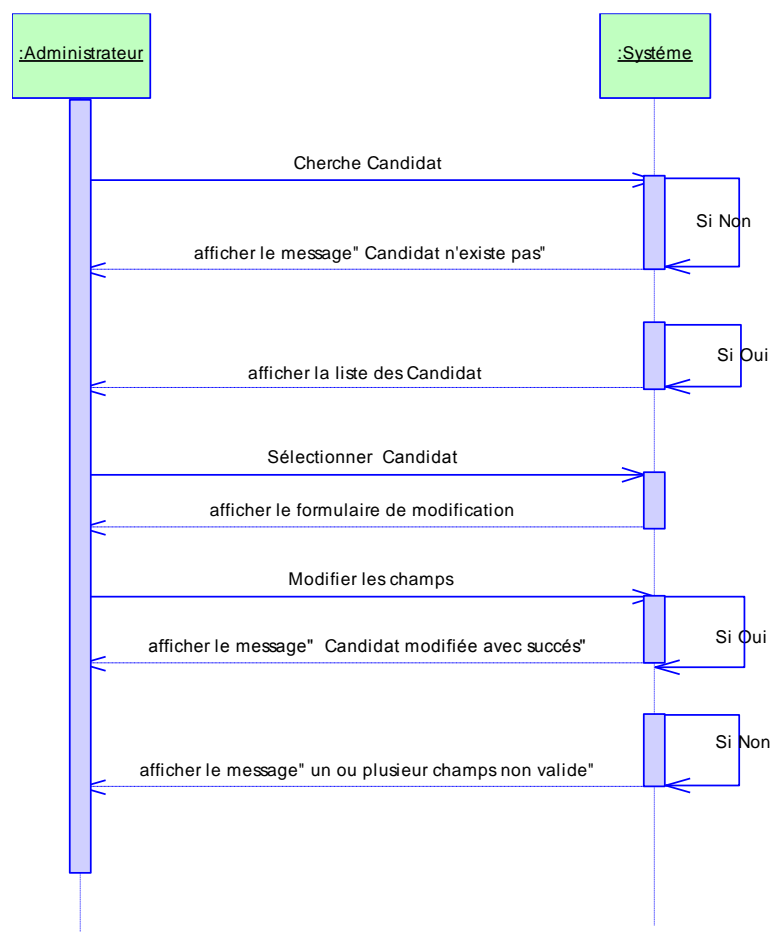 :Administrateur
:Systéme
Cherche Candidat
Si Non
afficher le message" Candidat n'existe pas"
Si Oui
afficher la liste des Candidat
Sélectionner Candidat
afficher le formulaire de modification
Modifier les champs
Si Oui
afficher le message" Candidat modifiée avec succés"
Si Non
afficher le message" un ou plusieur champs non valide"